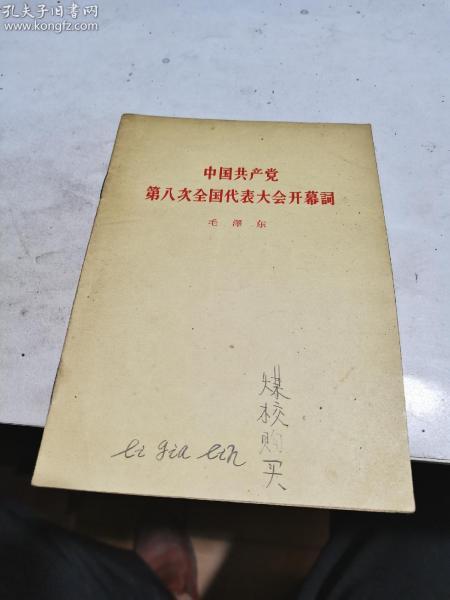 孔夫子旧书网
www.kongfz.com
中国共产党
第八次全国代表大会开幕詞
毛澤东
煤校购买
li gia lin